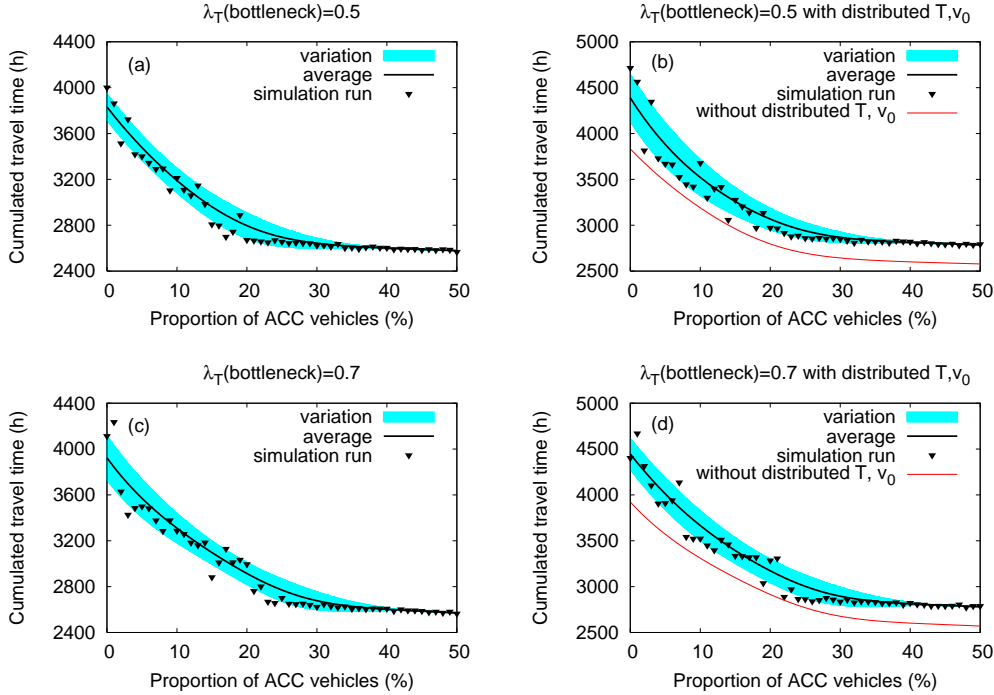 λT(bottleneck)=0.5
4400
4000
3600
3200
2800
2400
Cumulated travel time (h)
(a)
variation
average
simulation run
0 10 20 30 40 50
Proportion of ACC vehicles (%)
λT(bottleneck)=0.5 with distributed T,v0
5000
4500
4000
3500
3000
2500
Cumulated travel time (h)
(b)
variation
average
simulation run
without distributed T, v0
0 10 20 30 40 50
Proportion of ACC vehicles (%)
λT(bottleneck)=0.7
4400
4000
3600
3200
2800
2400
Cumulated travel time (h)
(c)
variation
average
simulation run
0 10 20 30 40 50
Proportion of ACC vehicles (%)
λT(bottleneck)=0.7 with distributed T,v0
5000
4500
4000
3500
3000
2500
Cumulated travel time (h)
(d)
variation
average
simulation run
without distributed T, v0
0 10 20 30 40 50
Proportion of ACC vehicles (%)